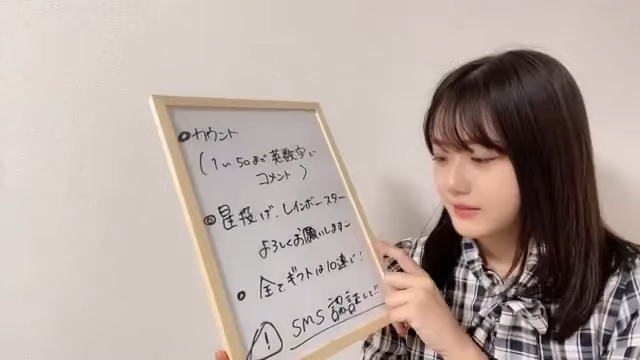 ◎カウント
(1〜50まで英数字で
コメント)
◎星投げ、レインボースター
よろしくお願いします
○全てギフトは10連で!
! SMS認証して!!